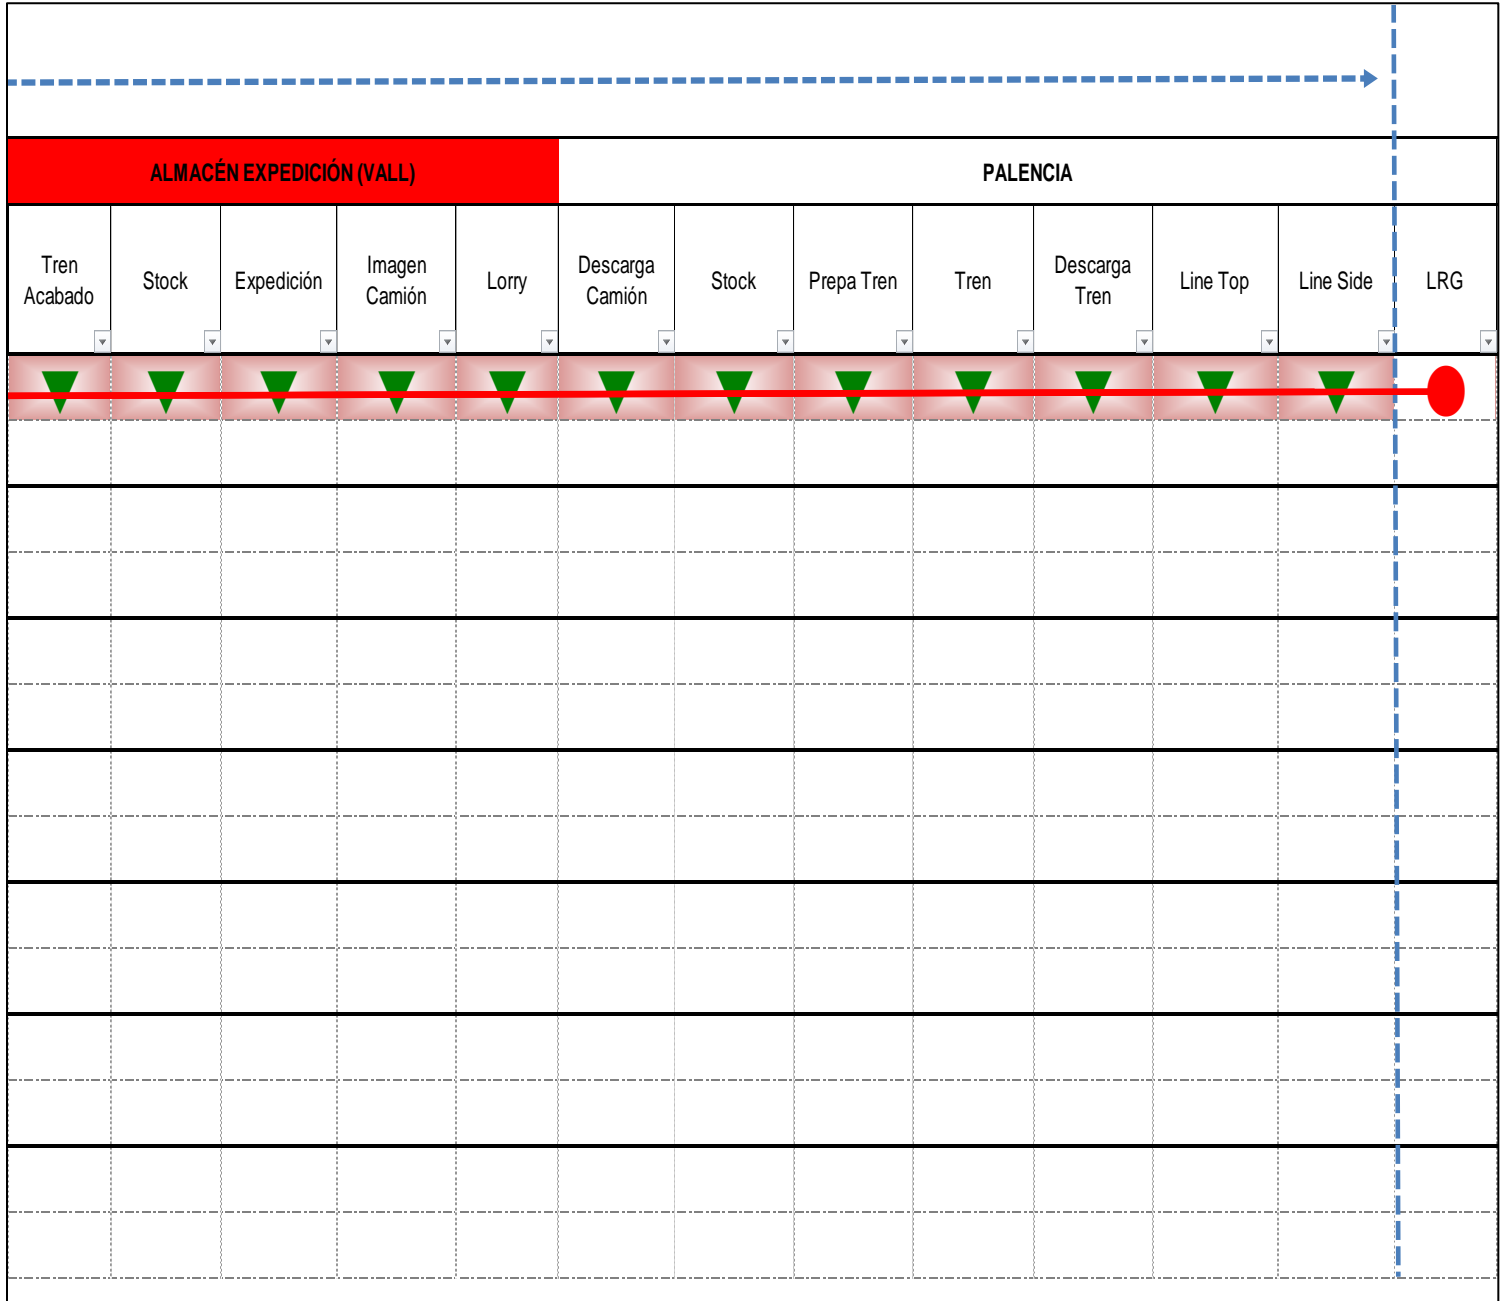 ALMACÉN EXPEDICIÓN (VALL)
PALENCIA
Tren
Acabado
Stock
Expedición
Imagen
Camión
Lorry
Descarga
Camión
Stock
Prepa Tren
Tren
Descarga
Tren
Line Top
Line Side
LRG